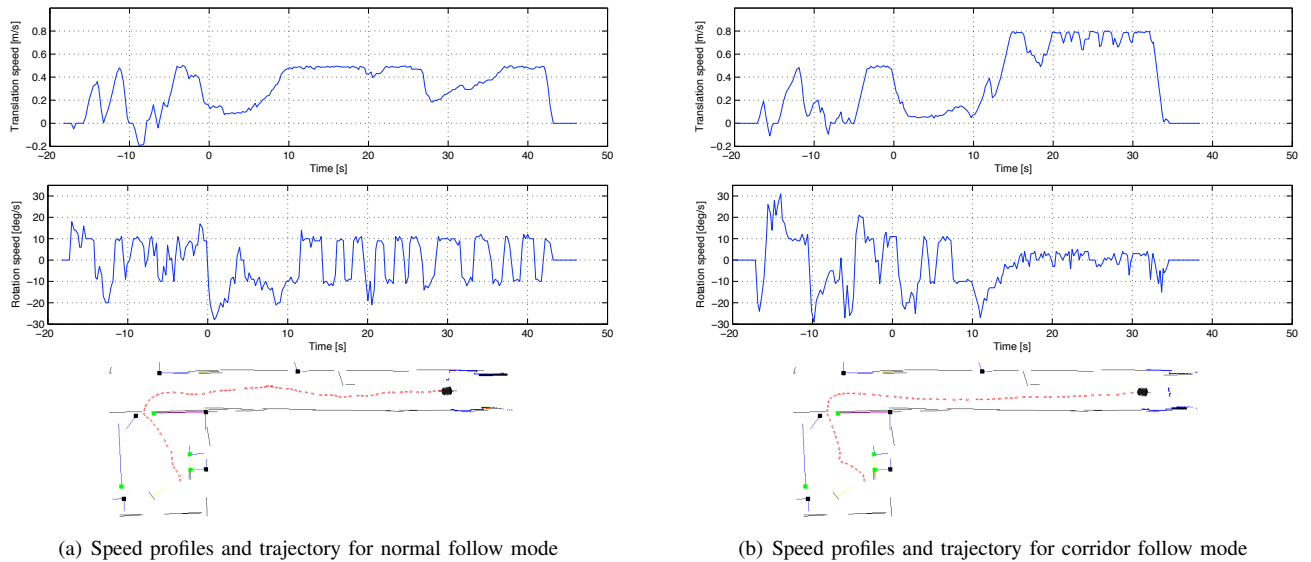 Translation speed [m/s]
0.8
0.6
0.4
0.2
0
−0.2
−20 −10 0 10 20 30 40 50
Time [s]
Rotation speed [deg/s]
30
20
10
0
−10
−20
−30
−20 −10 0 10 20 30 40 50
Time [s]
(a) Speed profiles and trajectory for normal follow mode
Translation speed [m/s]
0.8
0.6
0.4
0.2
0
−0.2
−20 −10 0 10 20 30 40 50
Time [s]
Rotation speed [deg/s]
30
20
10
0
−10
−20
−30
−20 −10 0 10 20 30 40 50
Time [s]
(b) Speed profiles and trajectory for corridor follow mode